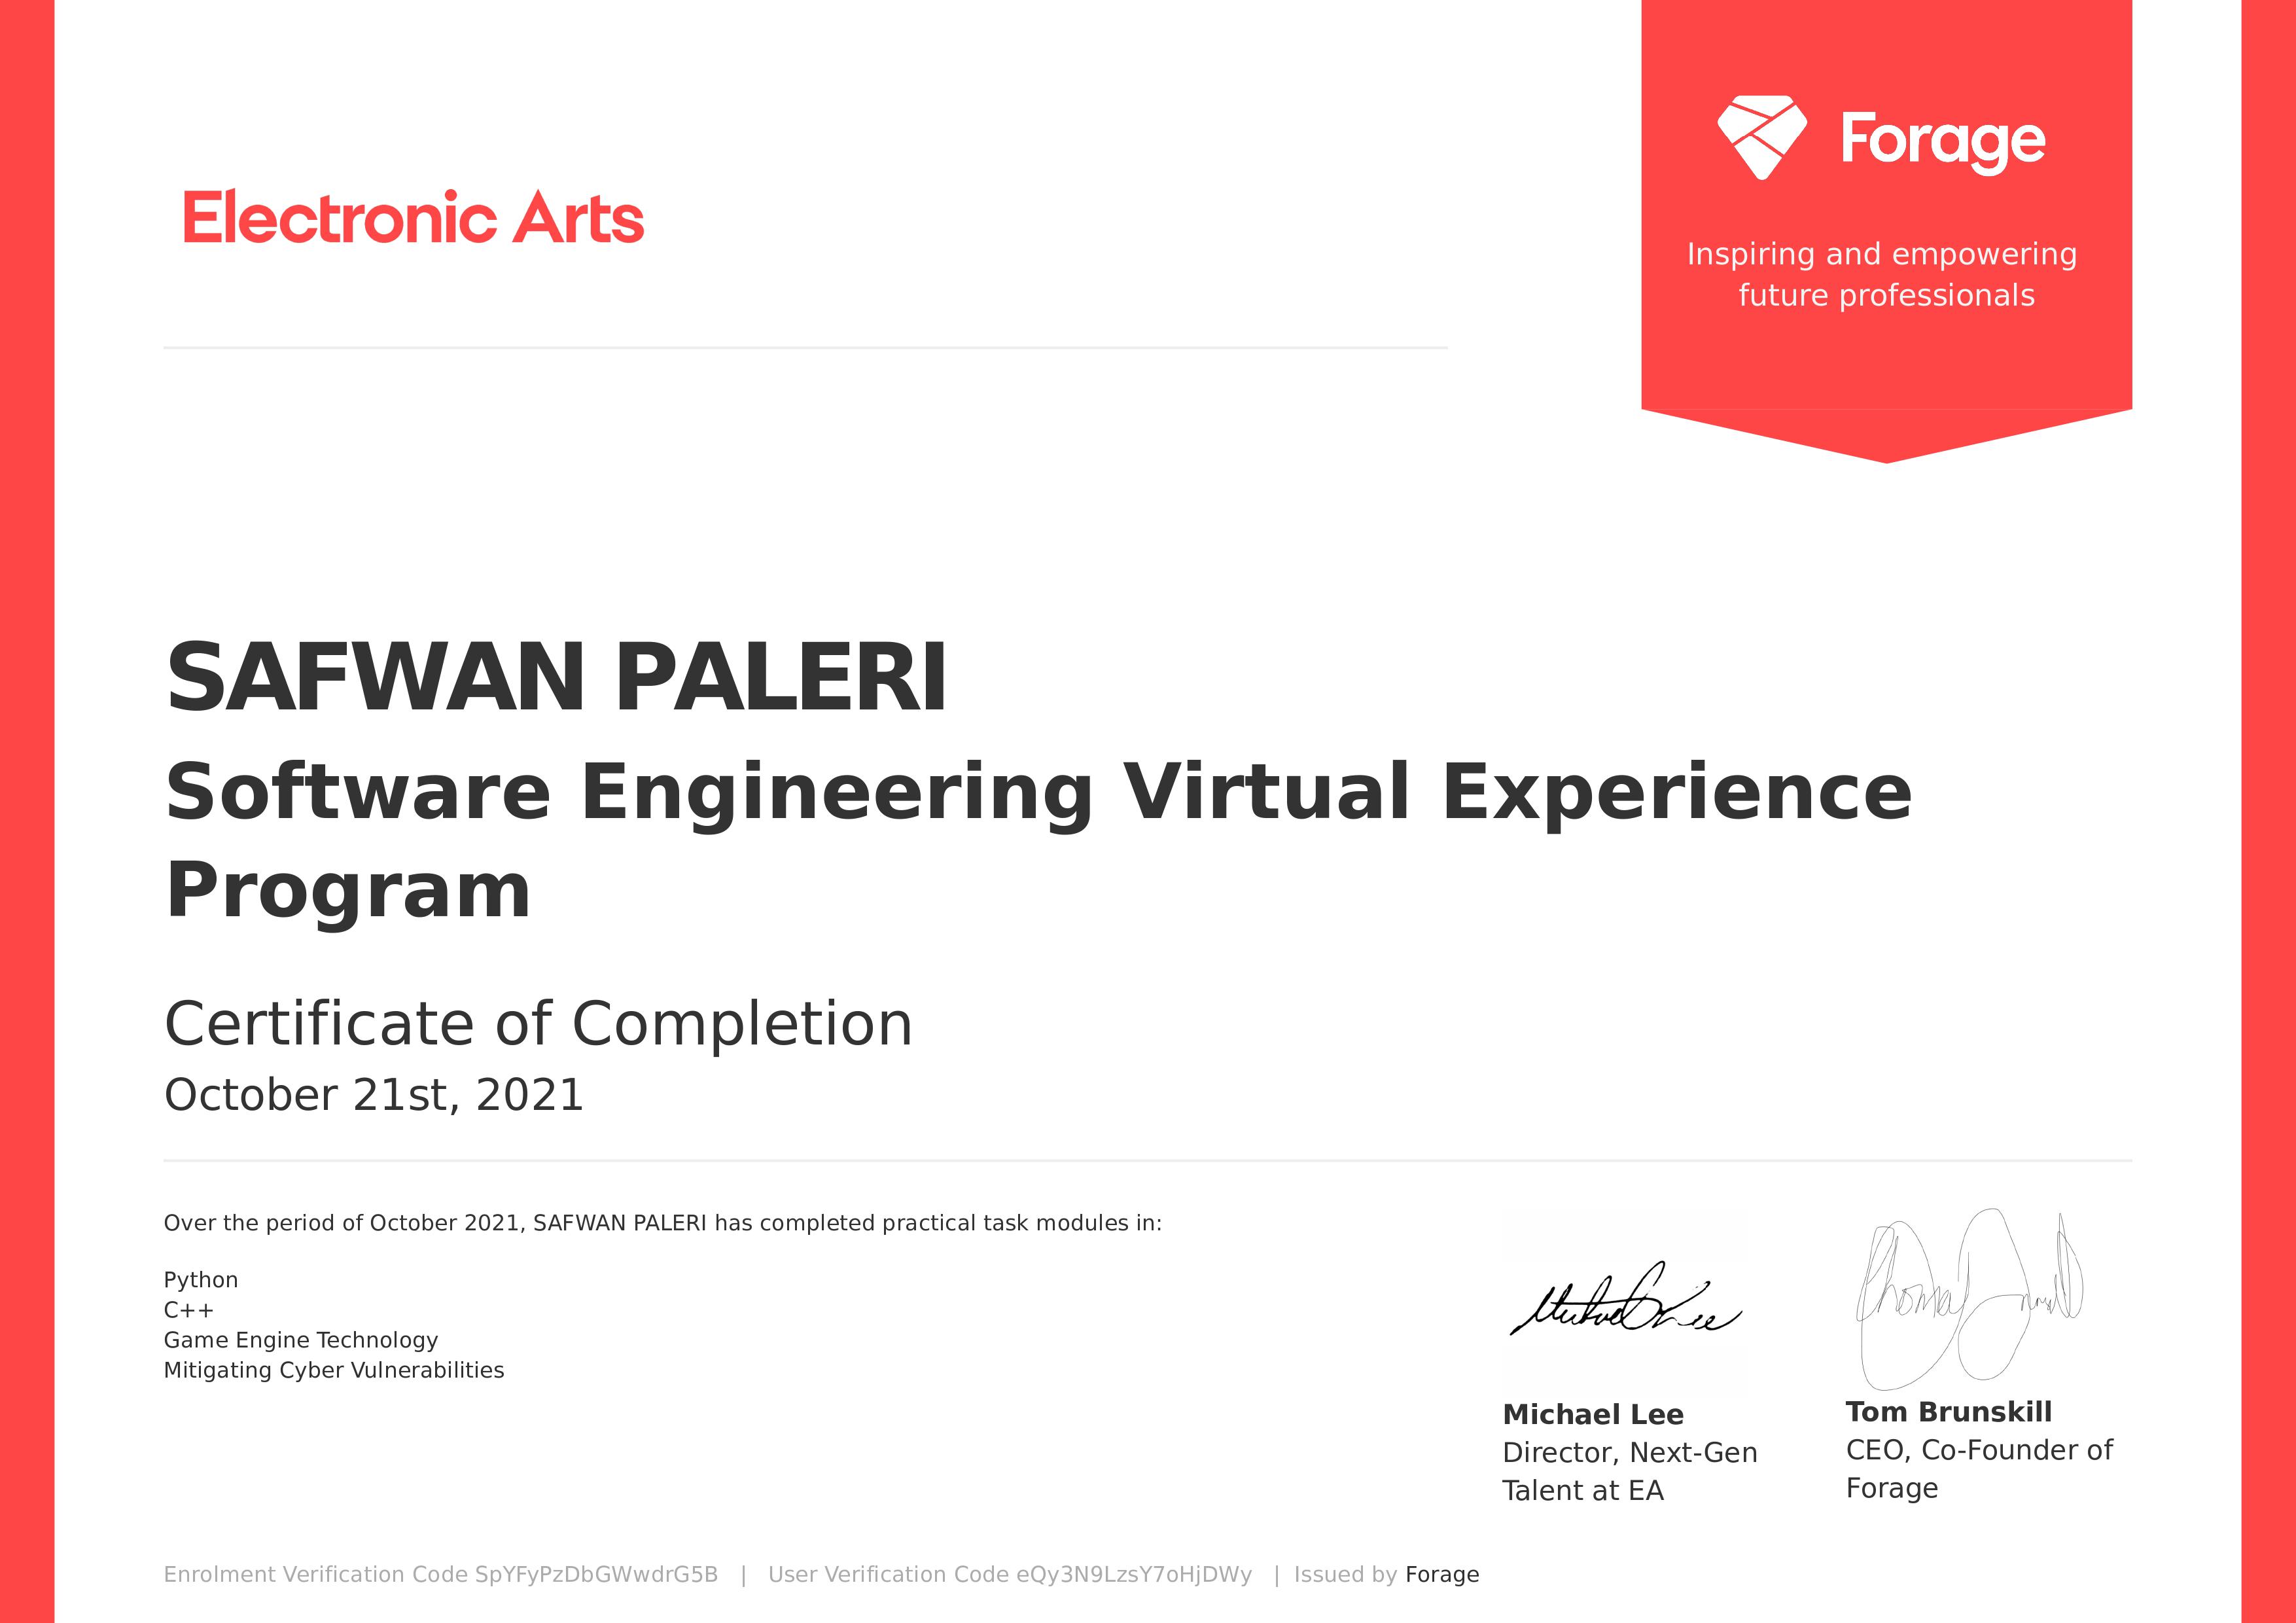 Electronic Arts
Forage
Inspiring and empowering
future professionals
SAFWAN PALERI
Software Engineering Virtual Experience
Program
Certificate of Completion
October 21st, 2021
Over the period of October 2021, SAFWAN PALERI has completed practical task modules in:
Python
C++
Game Engine Technology
Mitigating Cyber Vulnerabilities
Michael Lee
Director, Next-Gen
Talent at EA
Tom Brunskill
CEO, Co-Founder of
Forage
Enrolment Verification Code SpYFyPzDbGWwdrG5B | User Verification Code eQy3N9LzsY7oHjDWy | Issued by Forage